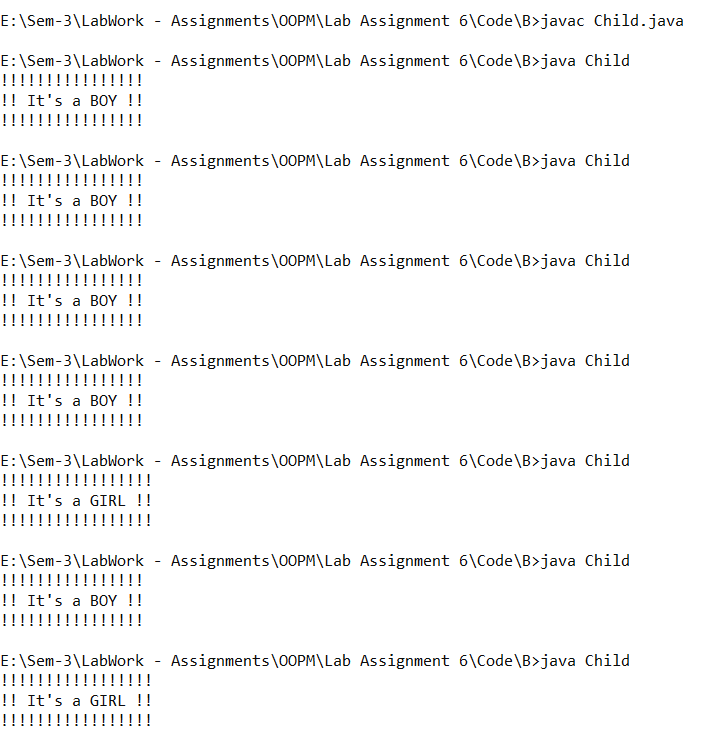 E:\Sem-3\LabWork - Assignments\OOPM\Lab Assignment 6\Code\B>javac Child.java
E:\Sem-3\LabWork - Assignments\OOPM\Lab Assignment 6\Code\B>java Child
!!!!!!!!!!!!!!!!
!! It's a BOY !!
!!!!!!!!!!!!!!!!
E:\Sem-3\LabWork - Assignments\OOPM\Lab Assignment 6\Code\B>java Child
!!!!!!!!!!!!!!!!
!! It's a BOY !!
!!!!!!!!!!!!!!!!
E:\Sem-3\LabWork - Assignments\OOPM\Lab Assignment 6\Code\B>java Child
!!!!!!!!!!!!!!!!
!! It's a BOY !!
!!!!!!!!!!!!!!!!
E:\Sem-3\LabWork - Assignments\OOPM\Lab Assignment 6\Code\B>java Child
!!!!!!!!!!!!!!!!
!! It's a BOY !!
!!!!!!!!!!!!!!!!
E:\Sem-3\LabWork - Assignments\OOPM\Lab Assignment 6\Code\B>java Child
!!!!!!!!!!!!!!!!!
!! It's a GIRL !!
!!!!!!!!!!!!!!!!!
E:\Sem-3\LabWork - Assignments\OOPM\Lab Assignment 6\Code\B>java Child
!!!!!!!!!!!!!!!!
!! It's a BOY !!
!!!!!!!!!!!!!!!!
E:\Sem-3\LabWork - Assignments\OOPM\Lab Assignment 6\Code\B>java Child
!!!!!!!!!!!!!!!!!
!! It's a GIRL !!
!!!!!!!!!!!!!!!!!